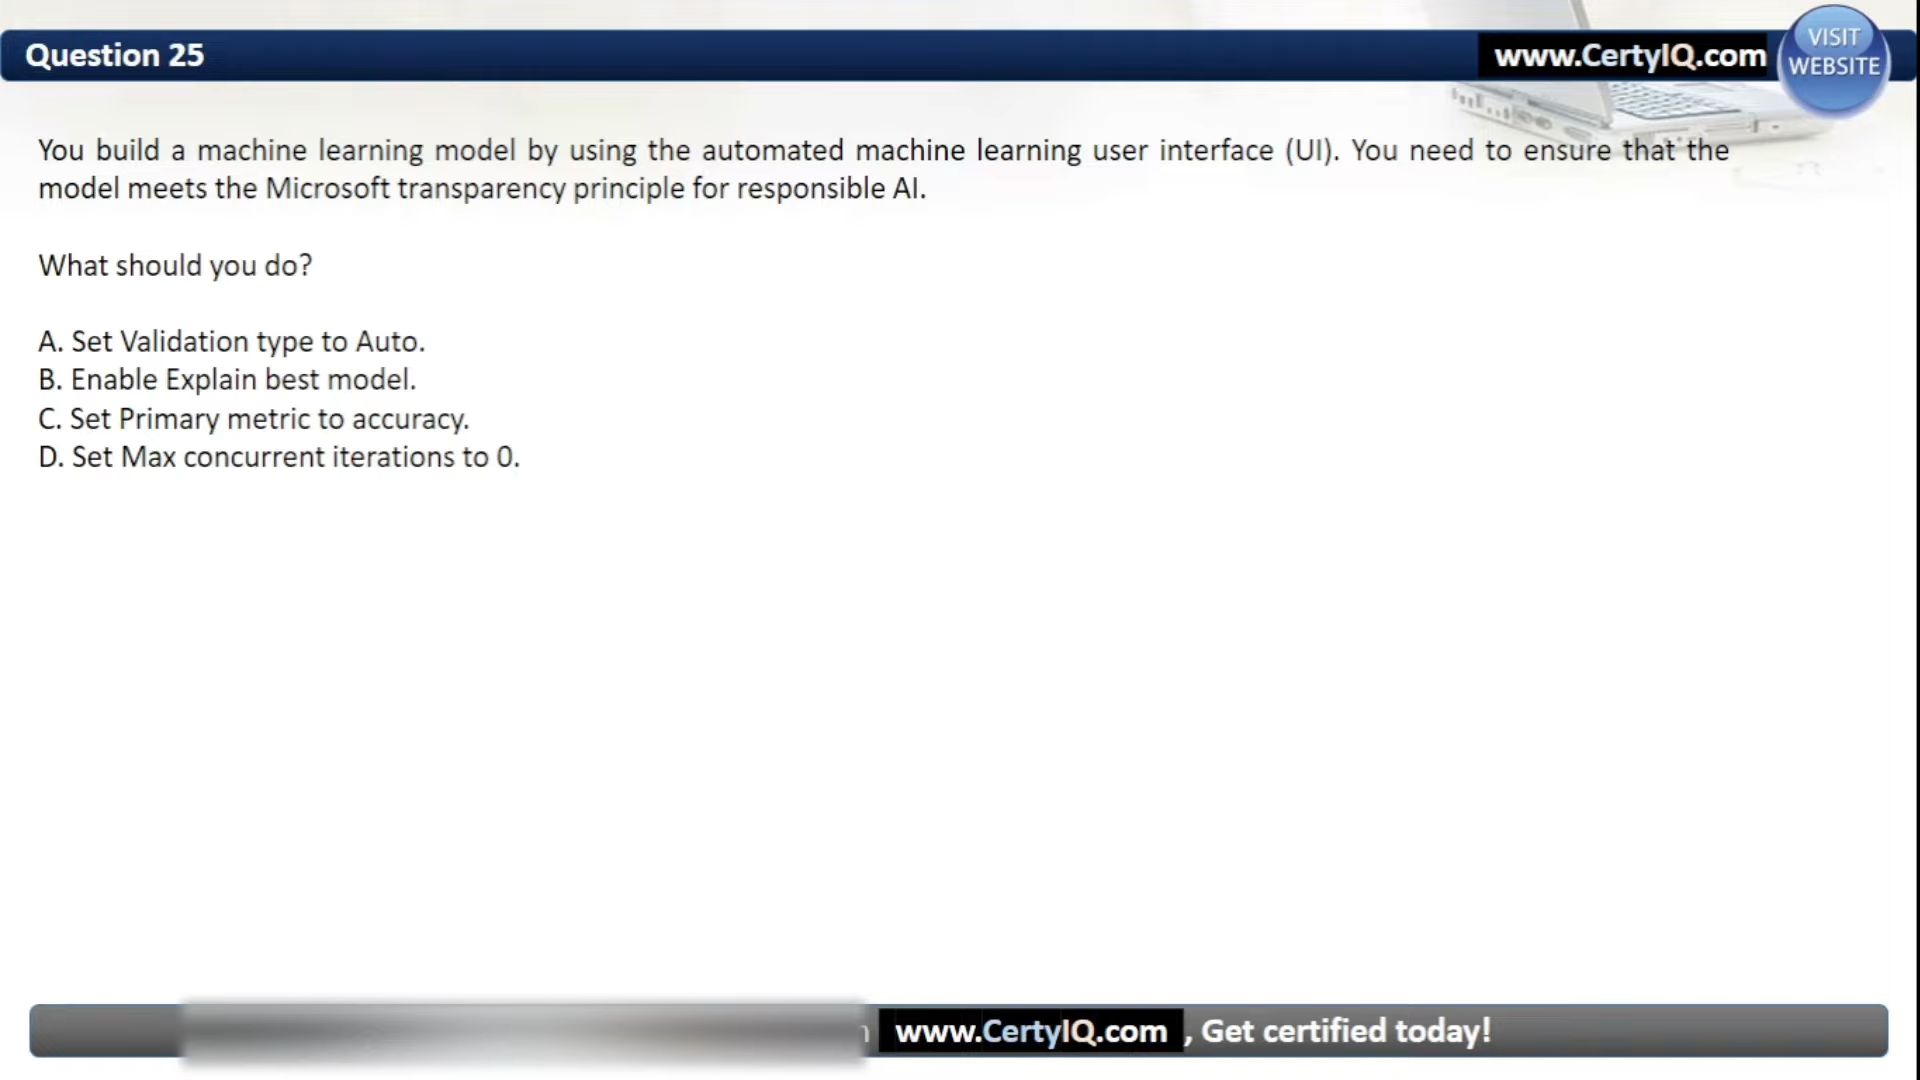 Question 25
www.CertyIQ.com
VISIT
WEBSITE
You build a machine learning model by using the automated machine learning user interface (UI). You need to ensure that the
model meets the Microsoft transparency principle for responsible AI.
What should you do?
A. Set Validation type to Auto.
B. Enable Explain best model.
C. Set Primary metric to accuracy.
D. Set Max concurrent iterations to 0.
www.CertyIQ.com , Get certified today!